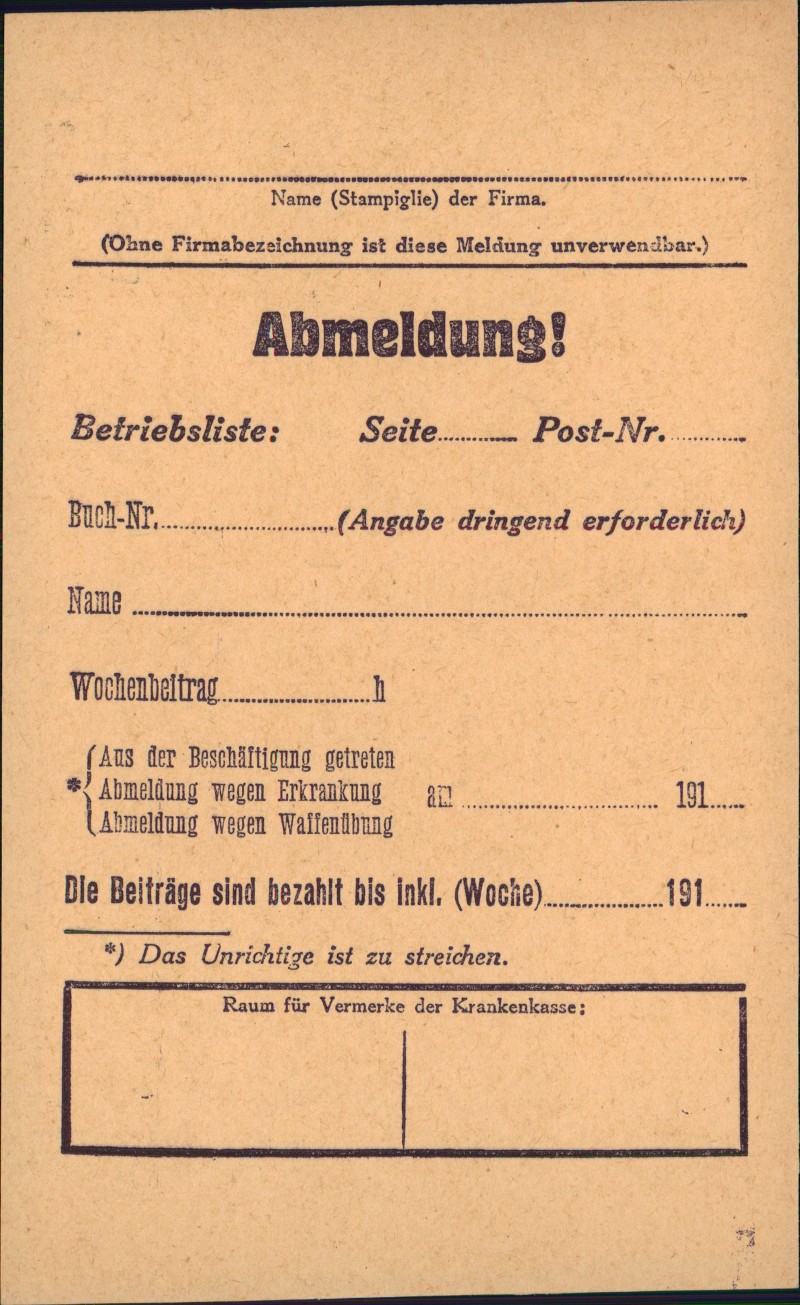 Name (Stampiglie) der Firma.
(Ohne Firmabezeichnung ist diese Meldung unverwendbar.)
Abmeldung!
Betriebsliste: Seite............ Post-Nr. ............
Buch-Nr. ............................ (Angabe dringend erforderlich)
Name ............................................................
Wochenbeitrag........................h
Aus der Beschäftigung getreten
*{ Abmeldung wegen Erkrankung am ................................ 191......
Abmeldung wegen Waffenübung
Die Beiträge sind bezahlt bis inkl. (Woche)...................191......
*) Das Unrichtige ist zu streichen.
Raum für Vermerke der Krankenkasse: